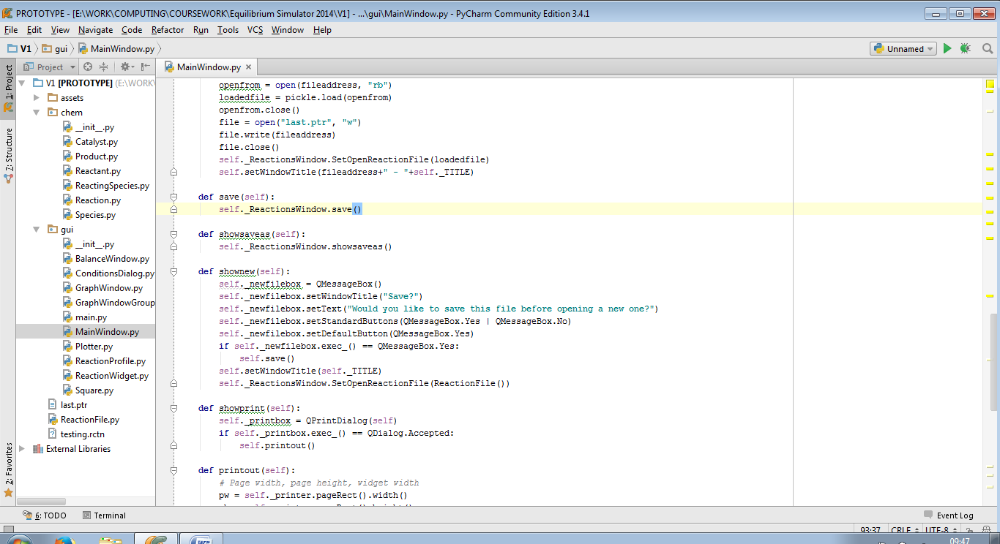 PROTOTYPE - [E:\WORK\COMPUTING\COURSEWORK\Equilibrium Simulator 2014\V1] - ...\gui\MainWindow.py - PyCharm Community Edition 3.4.1
File Edit View Navigate Code Refactor Run Tools VCS Window Help
V1 gui MainWindow.py Unnamed
1: Project
7: Structure
2: Favorites
Project
V1 [PROTOTYPE] (E:\WORK\
assets
chem
__init__.py
Catalyst.py
Product.py
Reactant.py
ReactingSpecies.py
Reaction.py
Species.py
gui
__init__.py
BalanceWindow.py
ConditionsDialog.py
GraphWindow.py
GraphWindowGroup
main.py
MainWindow.py
Plotter.py
ReactionProfile.py
ReactionWidget.py
Square.py
last.ptr
ReactionFile.py
testing.rctn
External Libraries
MainWindow.py
openfrom = open(fileaddress, "rb")
loadedfile = pickle.load(openfrom)
openfrom.close()
file = open("last.ptr", "w")
file.write(fileaddress)
file.close()
self._ReactionsWindow.SetOpenReactionFile(loadedfile)
self.setWindowTitle(fileaddress+" - "+self._TITLE)
def save(self):
self._ReactionsWindow.save()
def showsaveas(self):
self._ReactionsWindow.showsaveas()
def shownew(self):
self._newfilebox = QMessageBox()
self._newfilebox.setWindowTitle("Save?")
self._newfilebox.setText("Would you like to save this file before opening a new one?")
self._newfilebox.setStandardButtons(QMessageBox.Yes | QMessageBox.No)
self._newfilebox.setDefaultButton(QMessageBox.Yes)
if self._newfilebox.exec_() == QMessageBox.Yes:
self.save()
self.setWindowTitle(self._TITLE)
self._ReactionsWindow.SetOpenReactionFile(ReactionFile())
def showprint(self):
self._printbox = QPrintDialog(self)
if self._printbox.exec_() == QDialog.Accepted:
self.printout()
def printout(self):
# Page width, page height, widget width
pw = self._printer.pageRect().width()
6: TODO Terminal Event Log
93:37 CRLF UTF-8
09:47